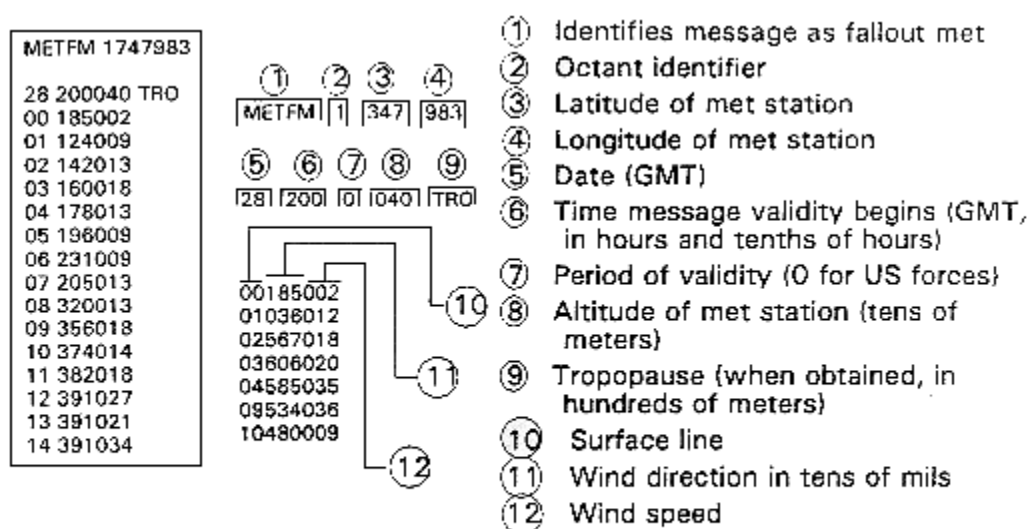 METFM 1747983
28 200040 TRO
00 185002
01 124009
02 142013
03 160018
04 178013
05 196009
06 231009
07 205013
08 320013
09 356018
10 374014
11 382018
12 391027
13 391021
14 391034
① ② ③ ④
METFM 1 347 983
⑤ ⑥ ⑦ ⑧ ⑨
28 200 0 040 TRO
00185002
01036012
02567018
03606020
04585035
09534036
10480009
⑩
⑪
⑫
① Identifies message as fallout met
② Octant identifier
③ Latitude of met station
④ Longitude of met station
⑤ Date (GMT)
⑥ Time message validity begins (GMT,
in hours and tenths of hours)
⑦ Period of validity (0 for US forces)
⑧ Altitude of met station (tens of
meters)
⑨ Tropopause (when obtained, in
hundreds of meters)
⑩ Surface line
⑪ Wind direction in tens of mils
⑫ Wind speed